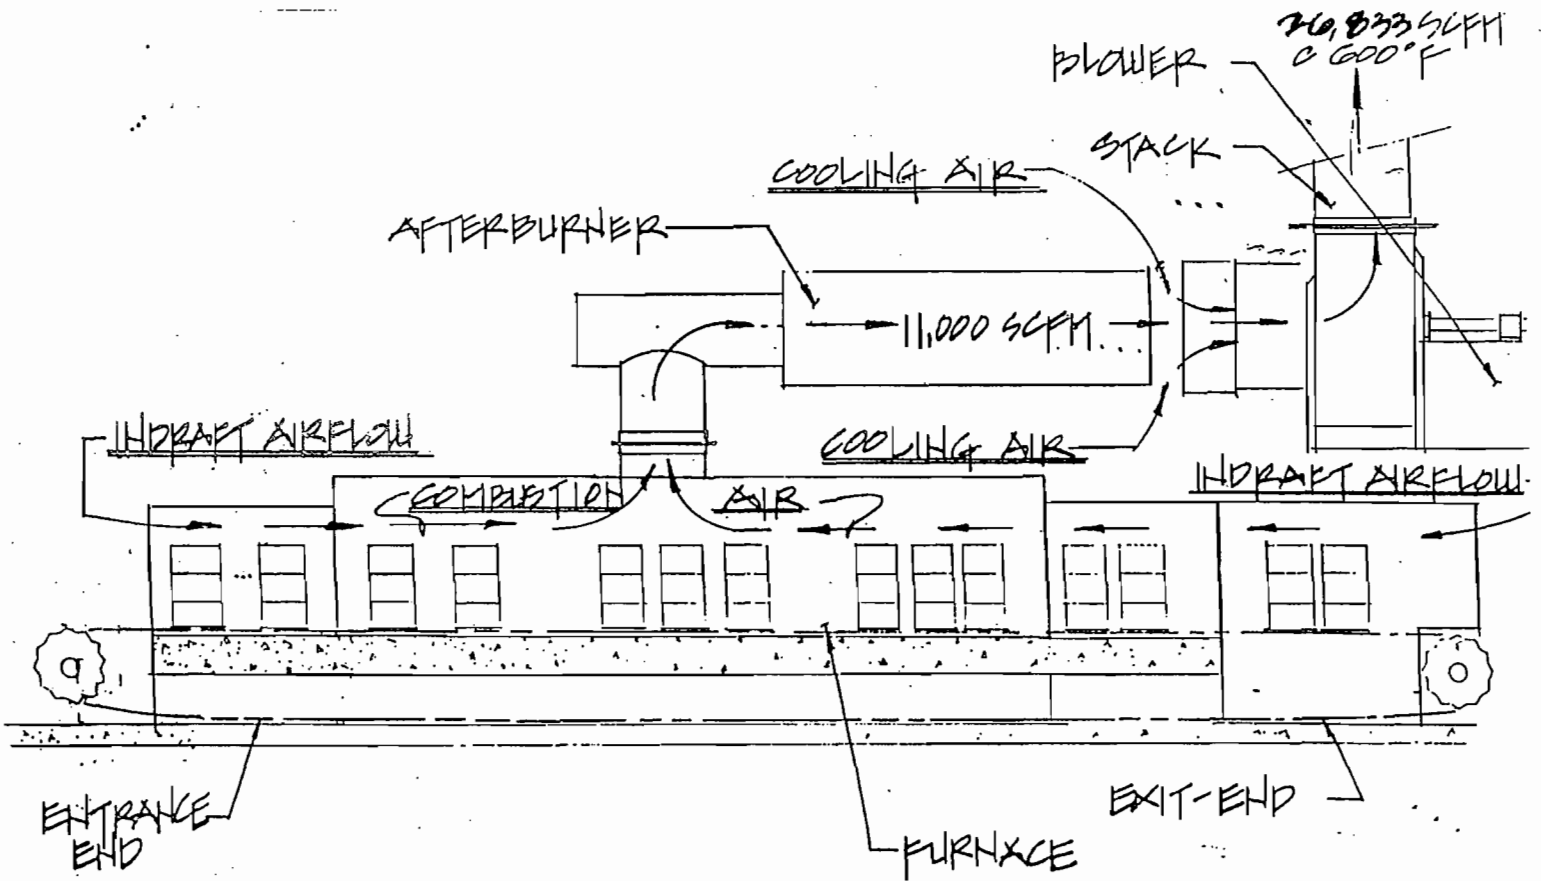 26,833 SCFM
@ 600°F
BLOWER
STACK
COOLING AIR
AFTERBURNER
11,000 SCFM
COOLING AIR
INDRAFT AIRFLOW
INDRAFT AIRFLOW
COMBUSTION AIR
ENTRANCE
END
EXIT-END
FURNACE